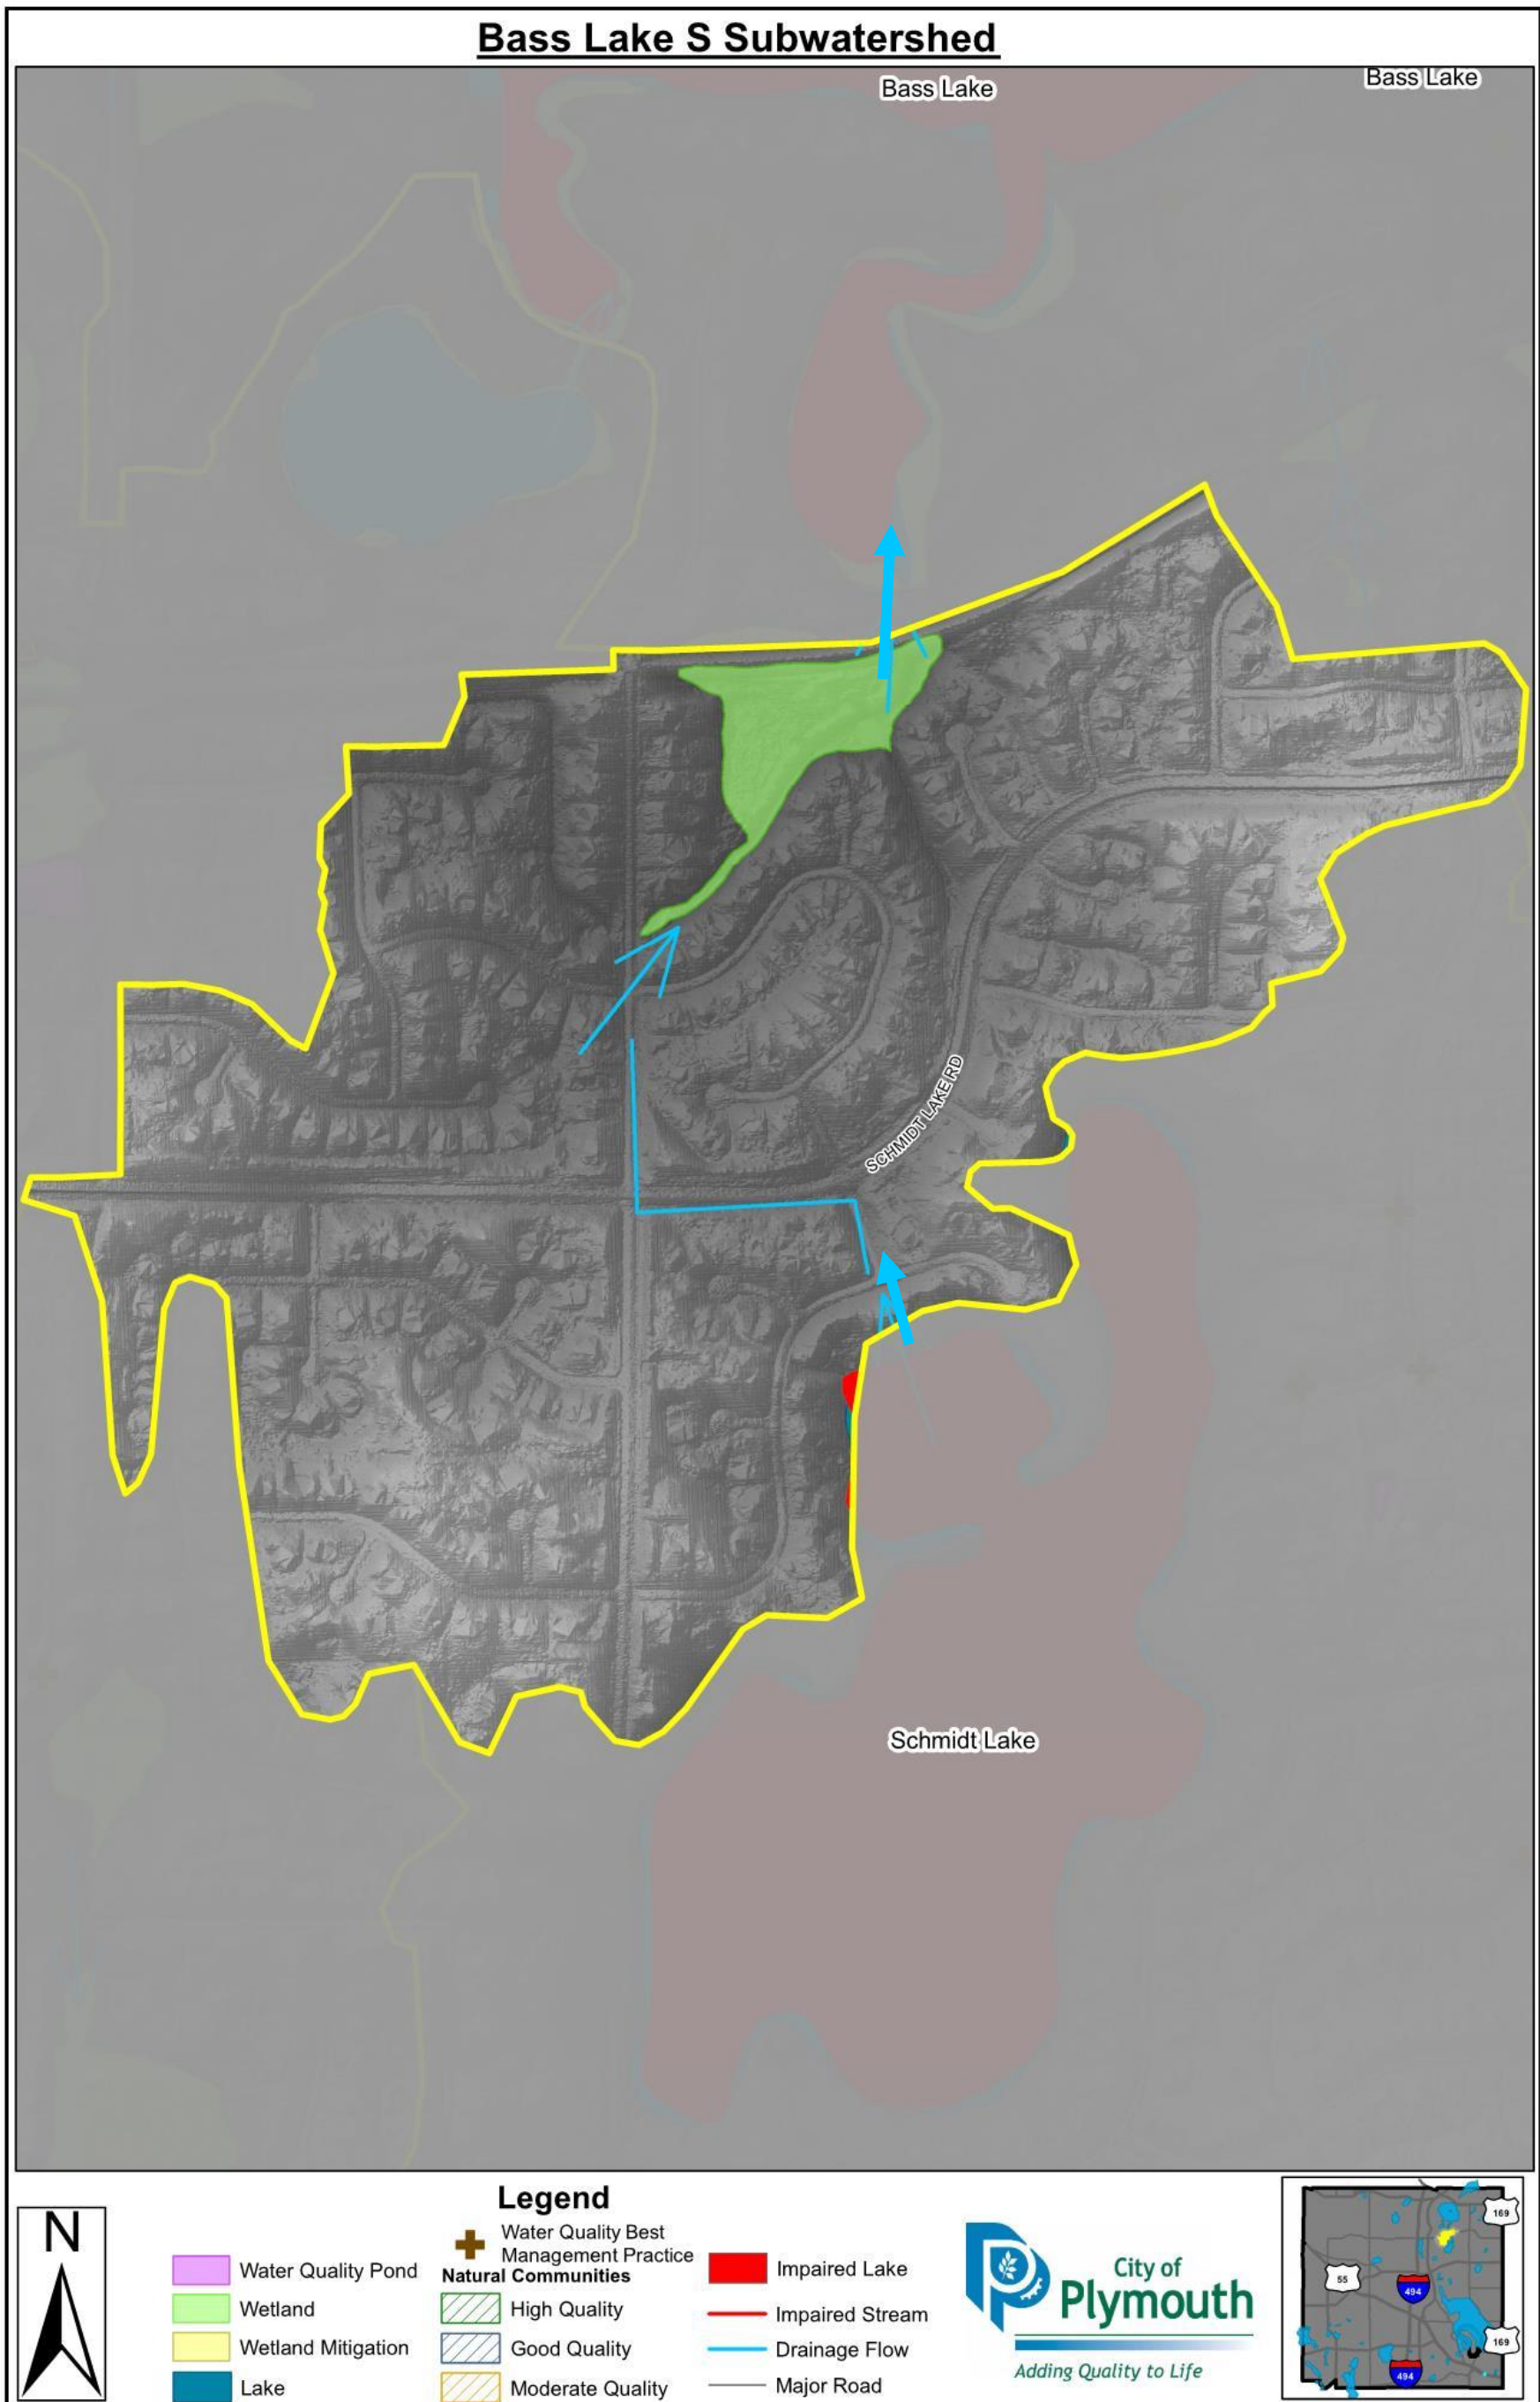 Bass Lake S Subwatershed
Bass Lake
Bass Lake
SCHMIDT LAKE RD
Schmidt Lake
N
Legend
Water Quality Pond
Wetland
Wetland Mitigation
Lake
Water Quality Best
Management Practice
Natural Communities
High Quality
Good Quality
Moderate Quality
Impaired Lake
Impaired Stream
Drainage Flow
Major Road
City of
Plymouth
Adding Quality to Life
169
55
494
169
494